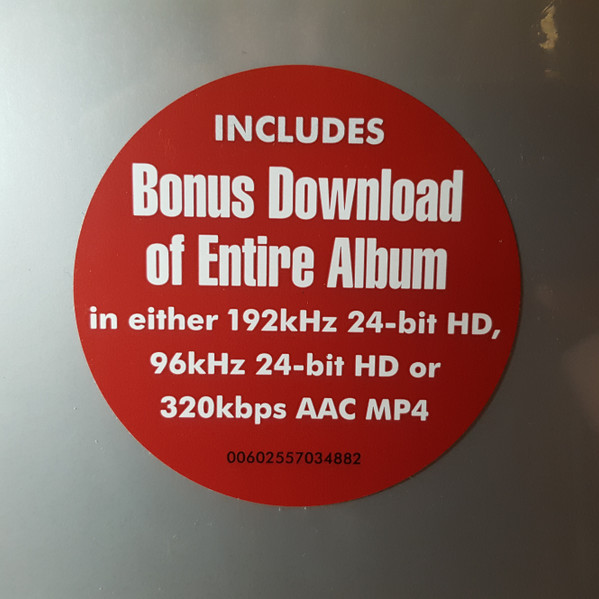 INCLUDES
Bonus Download
of Entire Album
in either 192kHz 24-bit HD,
96kHz 24-bit HD or
320kbps AAC MP4
00602557034882